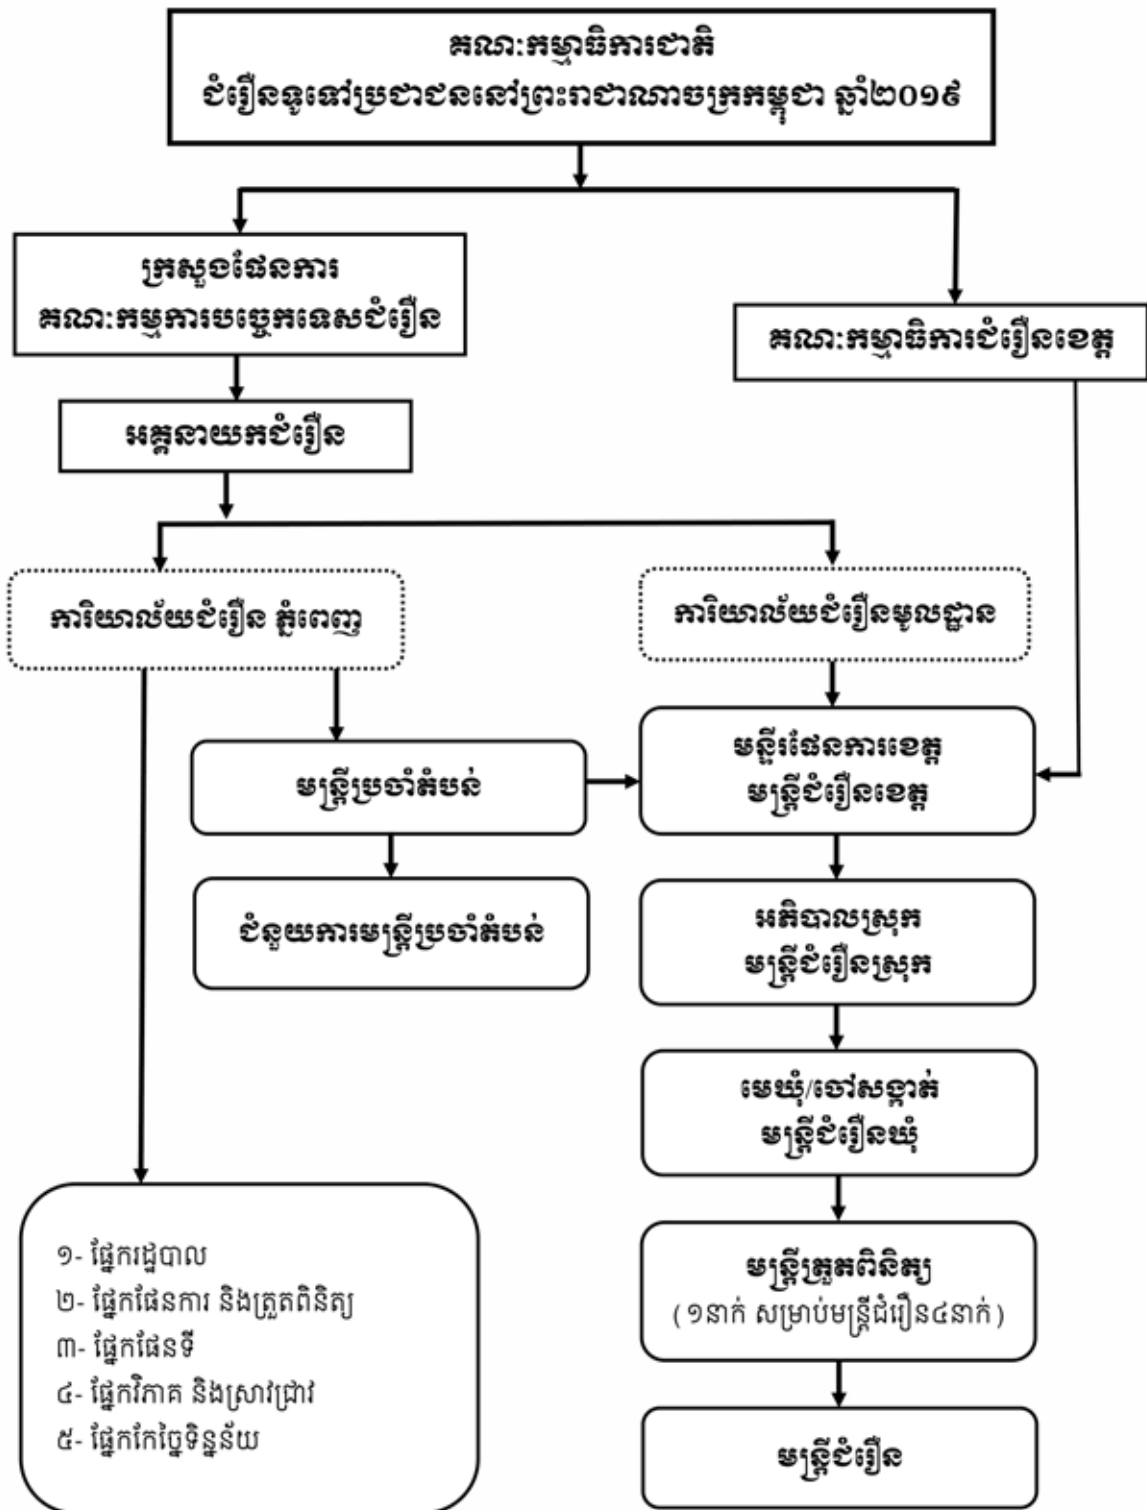 គណៈកម្មាធិការជាតិ
ជំរឿនទូទៅប្រជាជននៅព្រះរាជាណាចក្រកម្ពុជា ឆ្នាំ២០១៩
ក្រសួងផែនការ
គណៈកម្មការបច្ចេកទេសជំរឿន
គណៈកម្មាធិការជំរឿនខេត្ត
អគ្គនាយកជំរឿន
ការិយាល័យជំរឿន ភ្នំពេញ
ការិយាល័យជំរឿនមូលដ្ឋាន
មន្ត្រីប្រចាំតំបន់
មន្ទីរផែនការខេត្ត
មន្ត្រីជំរឿនខេត្ត
ជំនួយការមន្ត្រីប្រចាំតំបន់
អភិបាលស្រុក
មន្ត្រីជំរឿនស្រុក
មេឃុំ/ចៅសង្កាត់
មន្ត្រីជំរឿនឃុំ
១- ផ្នែករដ្ឋបាល
២- ផ្នែកផែនការ និងត្រួតពិនិត្យ
៣- ផ្នែកផែនទី
៤- ផ្នែកវិភាគ និងស្រាវជ្រាវ
៥- ផ្នែកកែច្នៃទិន្នន័យ
មន្ត្រីត្រួតពិនិត្យ
( ១នាក់ សម្រាប់មន្ត្រីជំរឿន៤នាក់ )
មន្ត្រីជំរឿន